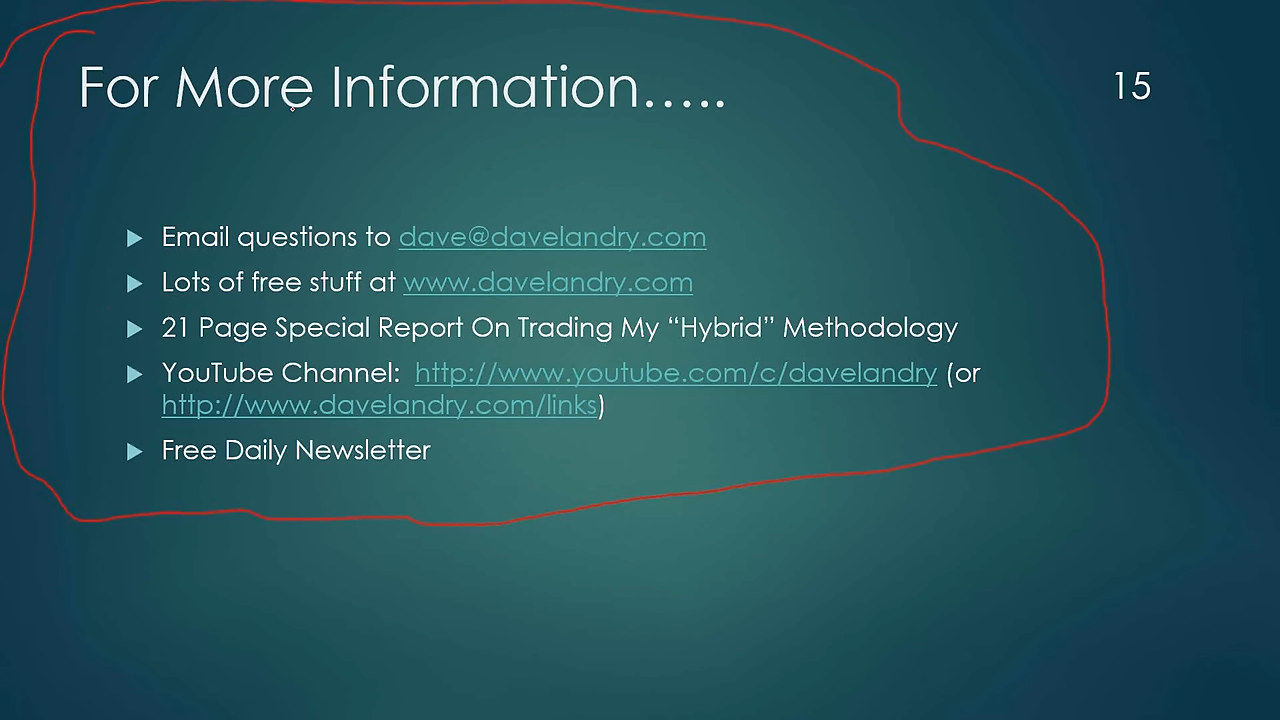 For More Information…..
15
Email questions to dave@davelandry.com
Lots of free stuff at www.davelandry.com
21 Page Special Report On Trading My “Hybrid” Methodology
YouTube Channel:  http://www.youtube.com/c/davelandry (or
http://www.davelandry.com/links)
Free Daily Newsletter